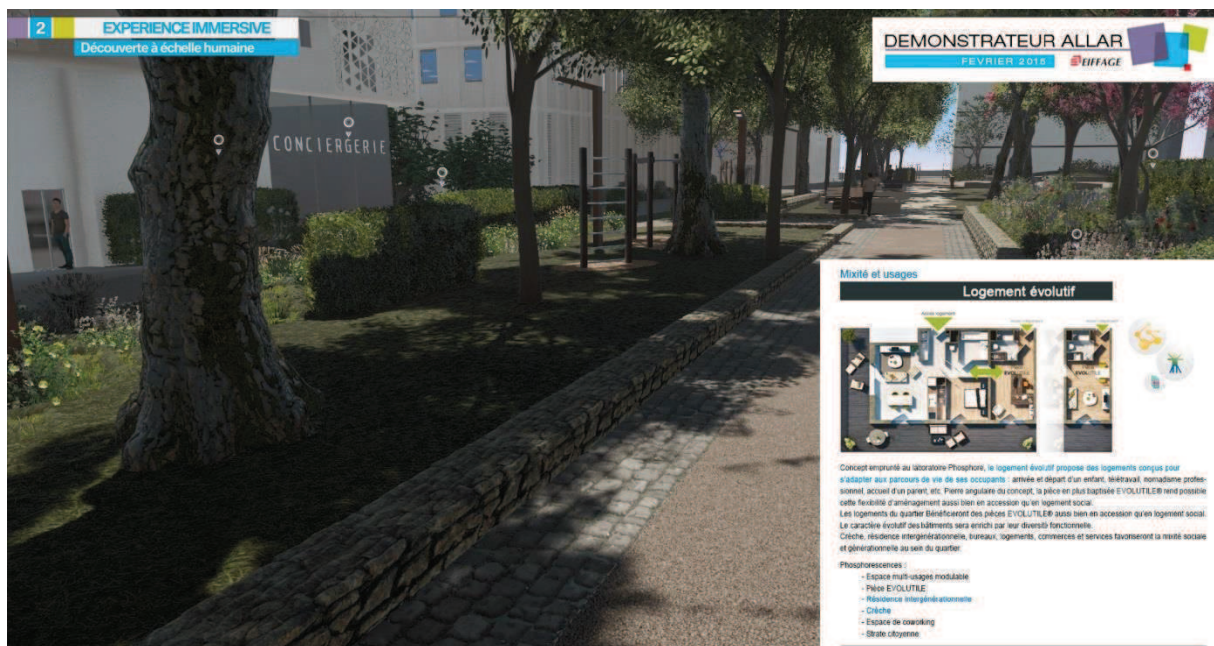 2
EXPERIENCE IMMERSIVE
Découverte à échelle humaine
DEMONSTRATEUR ALLAR
FEVRIER 2015
EIFFAGE
CONCIERGERIE
Mixité et usages
Logement évolutif
EVOLUTILE
EVOLUTILE
Concept emprunté au laboratoire Phosphore, le logement évolutif propose des logements conçus pour
s'adapter aux parcours de vie de ses occupants : arrivée et départ d'un enfant, télétravail, nomadisme profes-
sionnel, accueil d'un parent, etc. Pierre angulaire du concept, la pièce en plus baptisée EVOLUTILE® rend possible
cette flexibilité d'aménagement aussi bien en accession qu'en logement social.
Les logements du quartier Bénéficieront des pièces EVOLUTILE® aussi bien en accession qu'en logement social.
Le caractère évolutif des bâtiments sera enrichi par leur diversité fonctionnelle.
Crèche, résidence intergénérationnelle, bureaux, logements, commerces et services favoriseront la mixité sociale
et générationnelle au sein du quartier.
Phosphorescences :
- Espace multi-usages modulable
- Pièce EVOLUTILE
- Résidence intergénérationnelle
- Crèche
- Espace de coworking
- Strate citoyenne